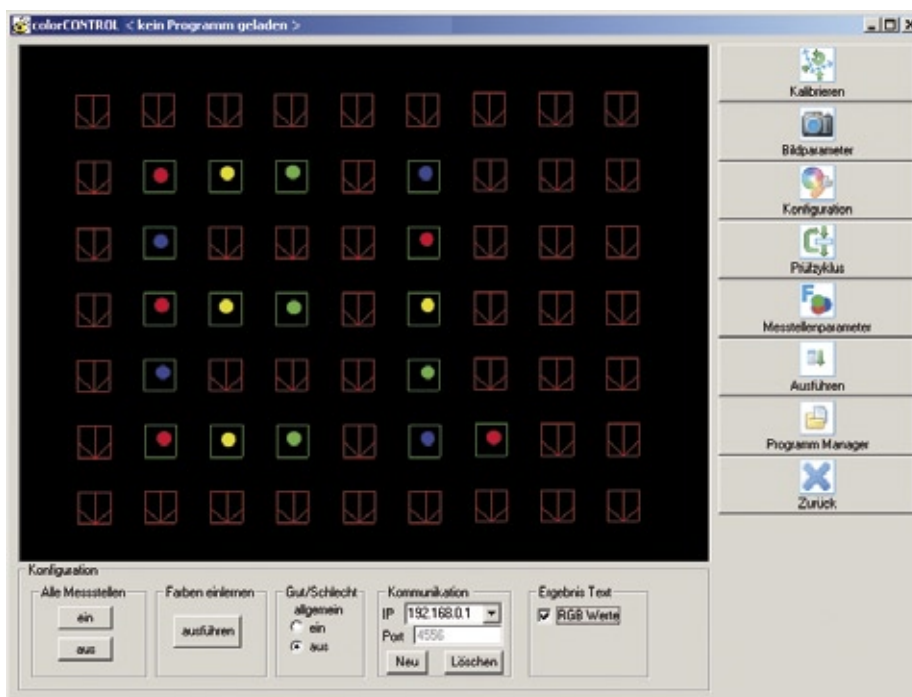 colorCONTROL < kein Programm geladen >
Kalibrieren
Bildparameter
Konfiguration
Prüfzyklus
Messtellenparameter
Ausführen
Programm Manager
Zurück
Konfiguration
Alle Messstellen
ein
aus
Farben einlernen
ausführen
Gut/Schlecht
allgemein
ein
aus
Kommunikation
IP 192.168.0.1
Port 4556
Neu Löschen
Ergebnis Text
RGB Werte